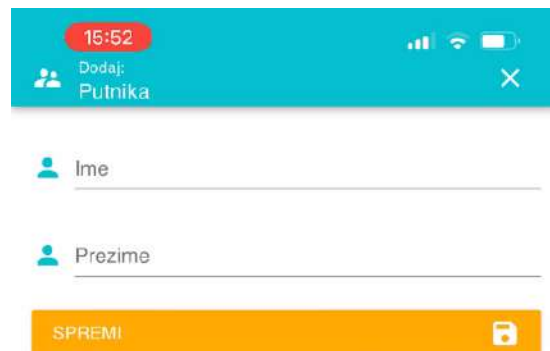 15:52
Dodaj:
Putnika
Ime
Prezime
SPREMI